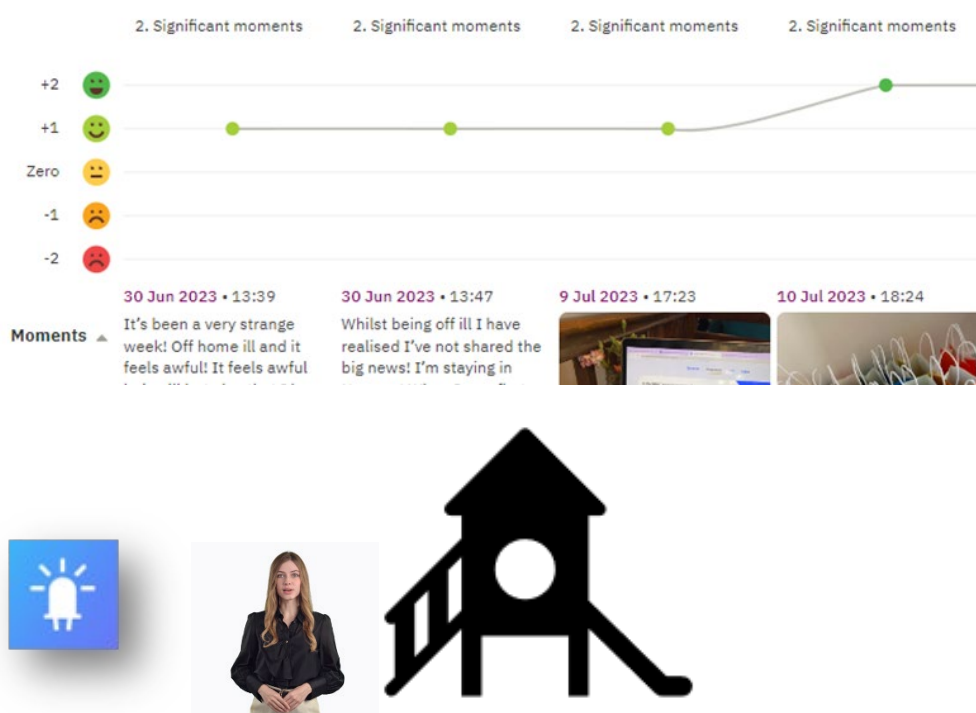 2. Significant moments
2. Significant moments
2. Significant moments
2. Significant moments
+2
+1
Zero
-1
-2
30 Jun 2023 • 13:39
30 Jun 2023 • 13:47
9 Jul 2023 • 17:23
10 Jul 2023 • 18:24
Moments
It's been a very strange
week! Off home ill and it
feels awful! It feels awful
Whilst being off ill I have
realised I've not shared the
big news! I'm staying in